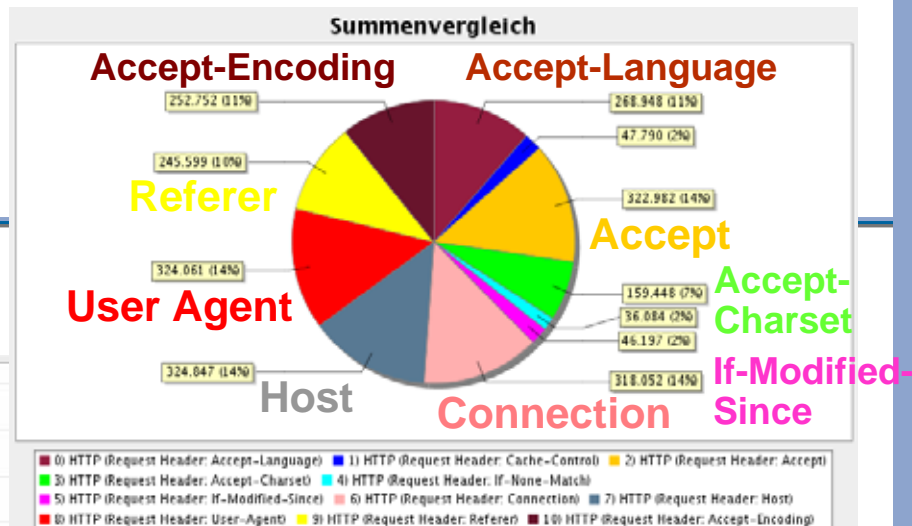 Summenvergleich
Accept-Encoding
Accept-Language
252.752 (11%)
268.948 (11%)
47.790 (2%)
245.599 (10%)
Referer
322.982 (14%)
Accept
324.061 (14%)
User Agent
159.448 (7%)
Accept-
Charset
36.084 (2%)
46.197 (2%)
324.847 (14%)
Host
318.052 (14%)
Connection
If-Modified-
Since
0) HTTP (Request Header: Accept-Language) 1) HTTP (Request Header: Cache-Control) 2) HTTP (Request Header: Accept)
3) HTTP (Request Header: Accept-Charset) 4) HTTP (Request Header: If-None-Match)
5) HTTP (Request Header: If-Modified-Since) 6) HTTP (Request Header: Connection) 7) HTTP (Request Header: Host)
8) HTTP (Request Header: User-Agent) 9) HTTP (Request Header: Referer) 10) HTTP (Request Header: Accept-Encoding)